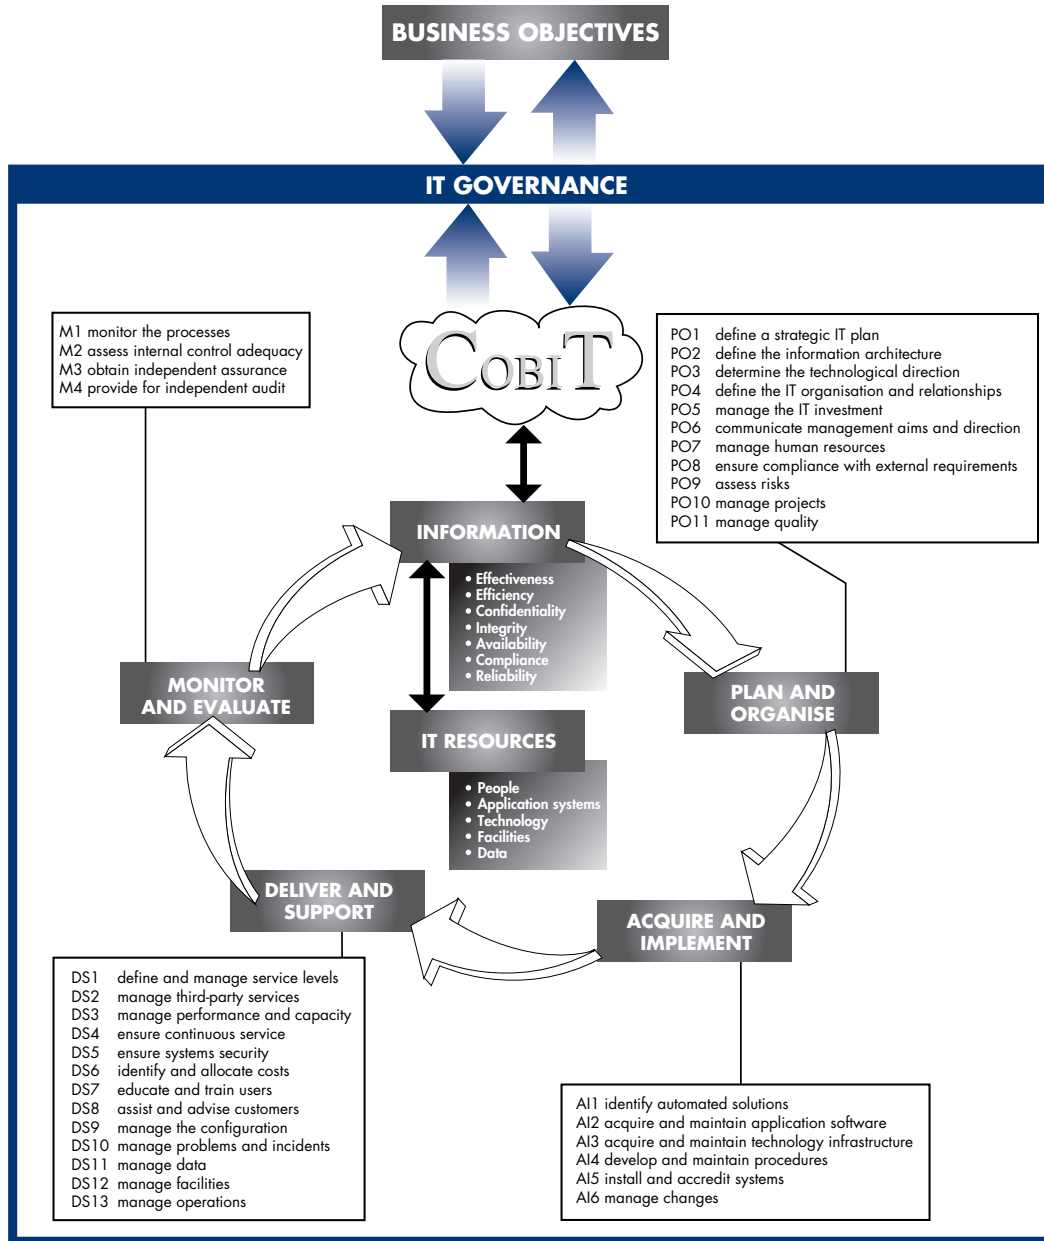 BUSINESS OBJECTIVES
IT GOVERNANCE
COBIT
M1 monitor the processes
M2 assess internal control adequacy
M3 obtain independent assurance
M4 provide for independent audit
PO1 define a strategic IT plan
PO2 define the information architecture
PO3 determine the technological direction
PO4 define the IT organisation and relationships
PO5 manage the IT investment
PO6 communicate management aims and direction
PO7 manage human resources
PO8 ensure compliance with external requirements
PO9 assess risks
PO10 manage projects
PO11 manage quality
INFORMATION
• Effectiveness
• Efficiency
• Confidentiality
• Integrity
• Availability
• Compliance
• Reliability
MONITOR
AND EVALUATE
PLAN AND
ORGANISE
IT RESOURCES
• People
• Application systems
• Technology
• Facilities
• Data
DELIVER AND
SUPPORT
ACQUIRE AND
IMPLEMENT
DS1 define and manage service levels
DS2 manage third-party services
DS3 manage performance and capacity
DS4 ensure continuous service
DS5 ensure systems security
DS6 identify and allocate costs
DS7 educate and train users
DS8 assist and advise customers
DS9 manage the configuration
DS10 manage problems and incidents
DS11 manage data
DS12 manage facilities
DS13 manage operations
AI1 identify automated solutions
AI2 acquire and maintain application software
AI3 acquire and maintain technology infrastructure
AI4 develop and maintain procedures
AI5 install and accredit systems
AI6 manage changes